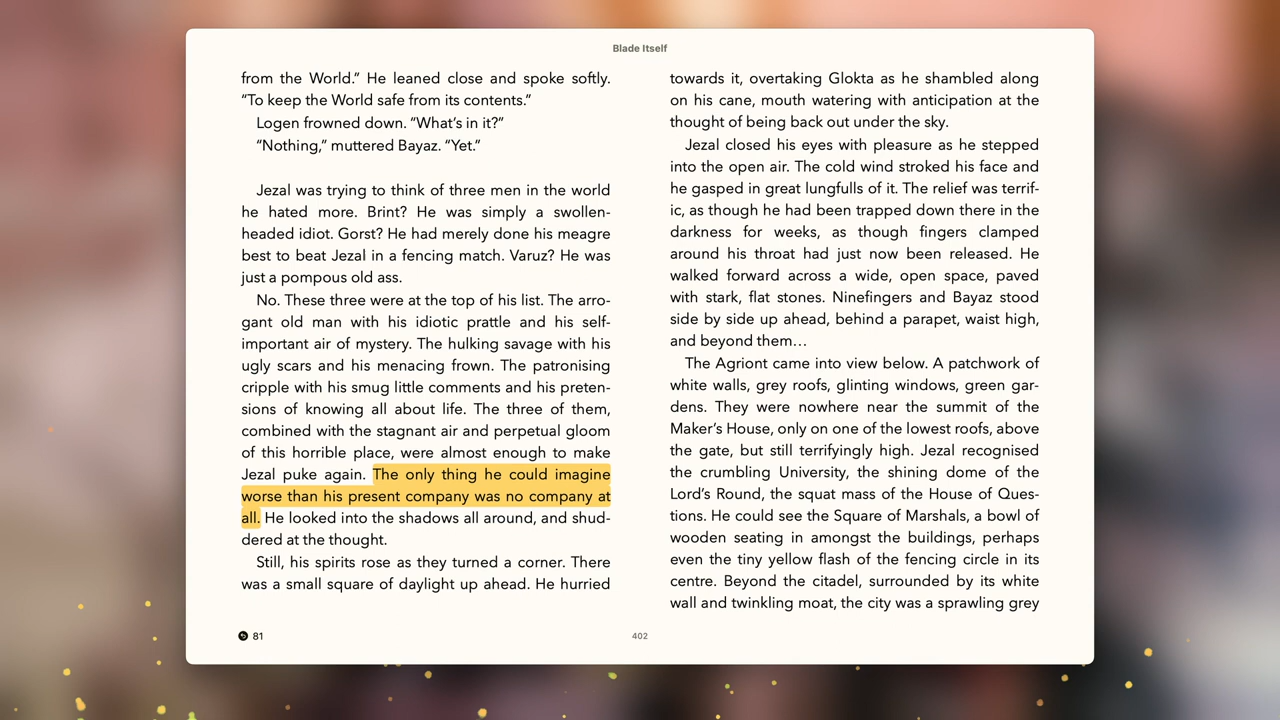 Blade Itself
from the World.” He leaned close and spoke softly.
“To keep the World safe from its contents.”
Logen frowned down. “What’s in it?”
“Nothing,” muttered Bayaz. “Yet.”
Jezal was trying to think of three men in the world
he hated more. Brint? He was simply a swollen-
headed idiot. Gorst? He had merely done his meagre
best to beat Jezal in a fencing match. Varuz? He was
just a pompous old ass.
No. These three were at the top of his list. The arro-
gant old man with his idiotic prattle and his self-
important air of mystery. The hulking savage with his
ugly scars and his menacing frown. The patronising
cripple with his smug little comments and his preten-
sions of knowing all about life. The three of them,
combined with the stagnant air and perpetual gloom
of this horrible place, were almost enough to make
Jezal puke again. The only thing he could imagine
worse than his present company was no company at
all. He looked into the shadows all around, and shud-
dered at the thought.
Still, his spirits rose as they turned a corner. There
was a small square of daylight up ahead. He hurried
towards it, overtaking Glokta as he shambled along
on his cane, mouth watering with anticipation at the
thought of being back out under the sky.
Jezal closed his eyes with pleasure as he stepped
into the open air. The cold wind stroked his face and
he gasped in great lungfulls of it. The relief was terrif-
ic, as though he had been trapped down there in the
darkness for weeks, as though fingers clamped
around his throat had just now been released. He
walked forward across a wide, open space, paved
with stark, flat stones. Ninefingers and Bayaz stood
side by side up ahead, behind a parapet, waist high,
and beyond them…
The Agriont came into view below. A patchwork of
white walls, grey roofs, glinting windows, green gar-
dens. They were nowhere near the summit of the
Maker’s House, only on one of the lowest roofs, above
the gate, but still terrifyingly high. Jezal recognised
the crumbling University, the shining dome of the
Lord’s Round, the squat mass of the House of Ques-
tions. He could see the Square of Marshals, a bowl of
wooden seating in amongst the buildings, perhaps
even the tiny yellow flash of the fencing circle in its
centre. Beyond the citadel, surrounded by its white
wall and twinkling moat, the city was a sprawling grey
81
402